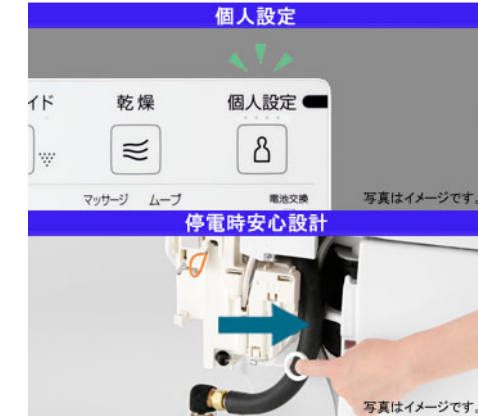 個人設定
イド
乾燥
個人設定
マッサージ ムーブ
電池交換
写真はイメージです。
停電時安心設計
写真はイメージです。